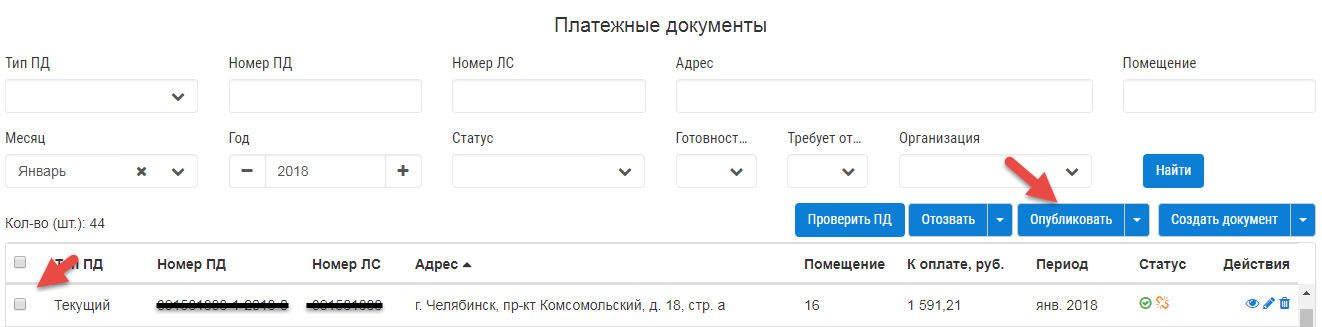 Платежные документы
Тип ПД Номер ПД Номер ЛС Адрес Помещение
Месяц Год Статус Готовност... Требует от... Организация
Январь 2018 Найти
Кол-во (шт.): 44 Проверить ПД Отозвать Опубликовать Создать документ
Тип ПД Номер ПД Номер ЛС Адрес Помещение К оплате, руб. Период Статус Действия
Текущий г. Челябинск, пр-кт Комсомольский, д. 18, стр. а 16 1 591,21 янв. 2018